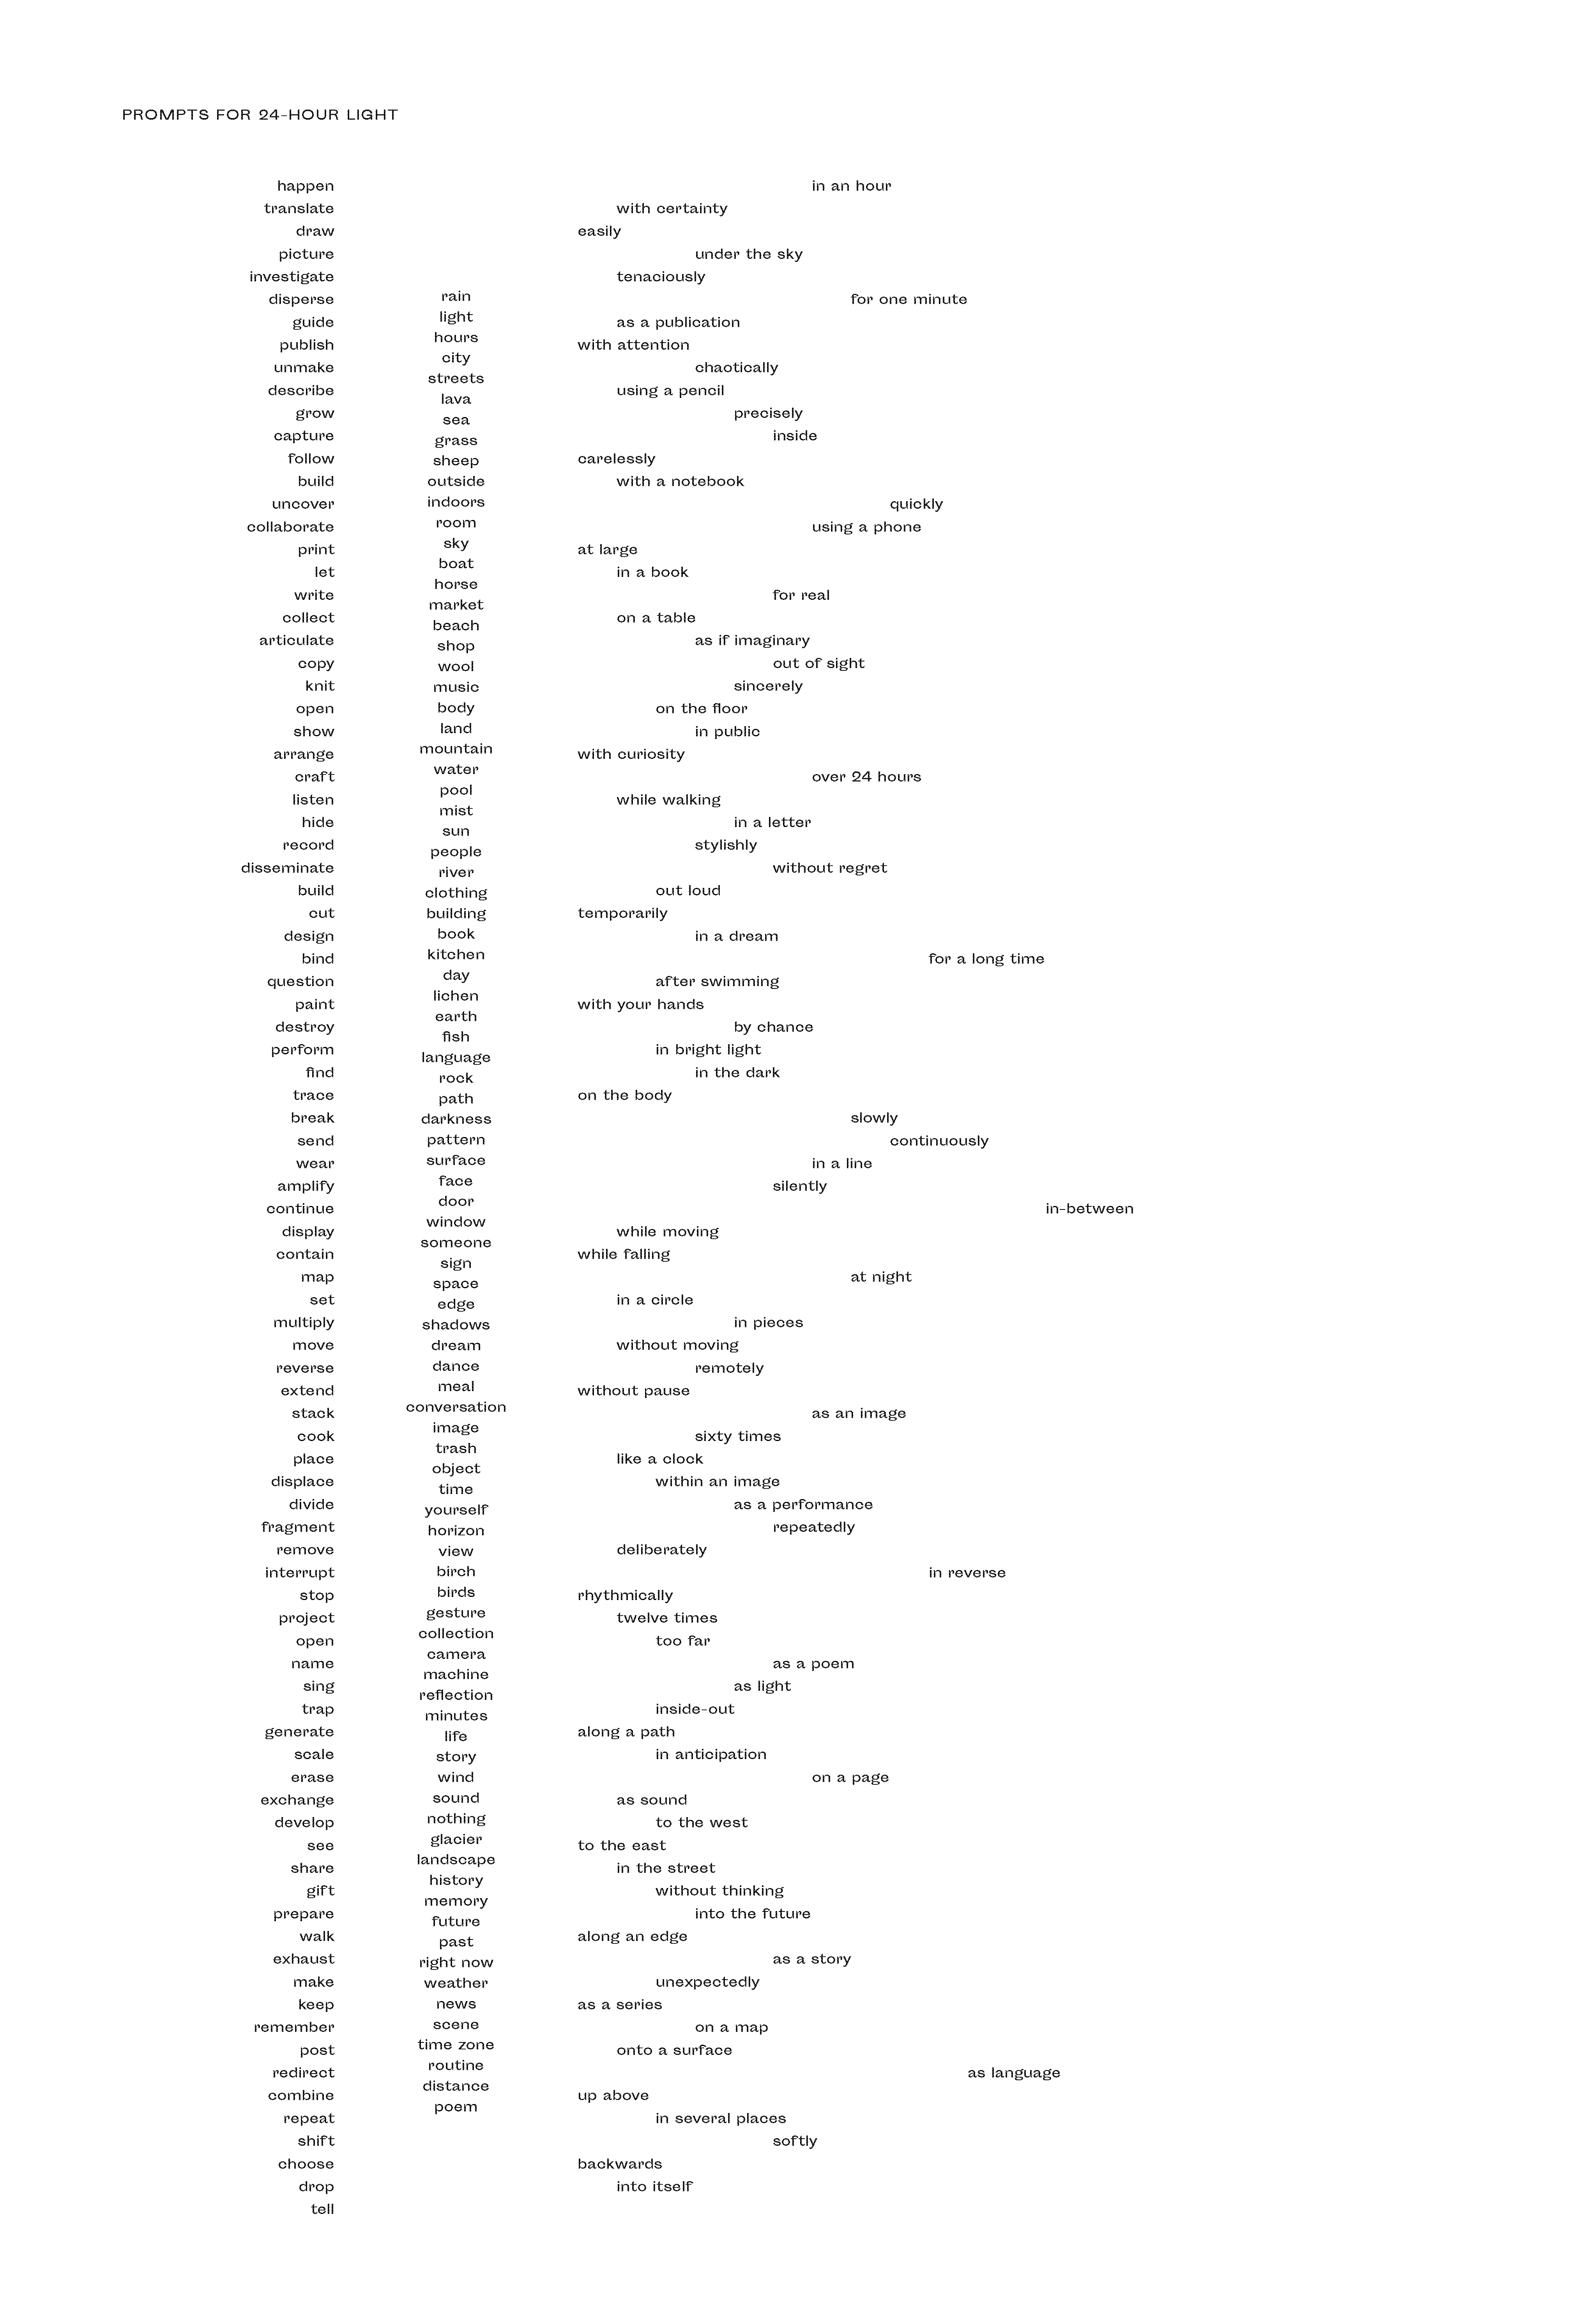 PROMPTS FOR 24-HOUR LIGHT
happen
translate
draw
picture
investigate
disperse
guide
publish
unmake
describe
grow
capture
follow
build
uncover
collaborate
print
let
write
collect
articulate
copy
knit
open
show
arrange
craft
listen
hide
record
disseminate
build
cut
design
bind
question
paint
destroy
perform
find
trace
break
send
wear
amplify
continue
display
contain
map
set
multiply
move
reverse
extend
stack
cook
place
displace
divide
fragment
remove
interrupt
stop
project
open
name
sing
trap
generate
scale
erase
exchange
develop
see
share
gift
prepare
walk
exhaust
make
keep
remember
post
redirect
combine
repeat
shift
choose
drop
tell
rain
light
hours
city
streets
lava
sea
grass
sheep
outside
indoors
room
sky
boat
horse
market
beach
shop
wool
music
body
land
mountain
water
pool
mist
sun
people
river
clothing
building
book
kitchen
day
lichen
earth
fish
language
rock
path
darkness
pattern
surface
face
door
window
someone
sign
space
edge
shadows
dream
dance
meal
conversation
image
trash
object
time
yourself
horizon
view
birch
birds
gesture
collection
camera
machine
reflection
minutes
life
story
wind
sound
nothing
glacier
landscape
history
memory
future
past
right now
weather
news
scene
time zone
routine
distance
poem
in an hour
with certainty
easily
under the sky
tenaciously
for one minute
as a publication
with attention
chaotically
using a pencil
precisely
inside
carelessly
with a notebook
quickly
using a phone
at large
in a book
for real
on a table
as if imaginary
out of sight
sincerely
on the floor
in public
with curiosity
over 24 hours
while walking
in a letter
stylishly
without regret
out loud
temporarily
in a dream
for a long time
after swimming
with your hands
by chance
in bright light
in the dark
on the body
slowly
continuously
in a line
silently
in-between
while moving
while falling
at night
in a circle
in pieces
without moving
remotely
without pause
as an image
sixty times
like a clock
within an image
as a performance
repeatedly
deliberately
in reverse
rhythmically
twelve times
too far
as a poem
as light
inside-out
along a path
in anticipation
on a page
as sound
to the west
to the east
in the street
without thinking
into the future
along an edge
as a story
unexpectedly
as a series
on a map
onto a surface
as language
up above
in several places
softly
backwards
into itself